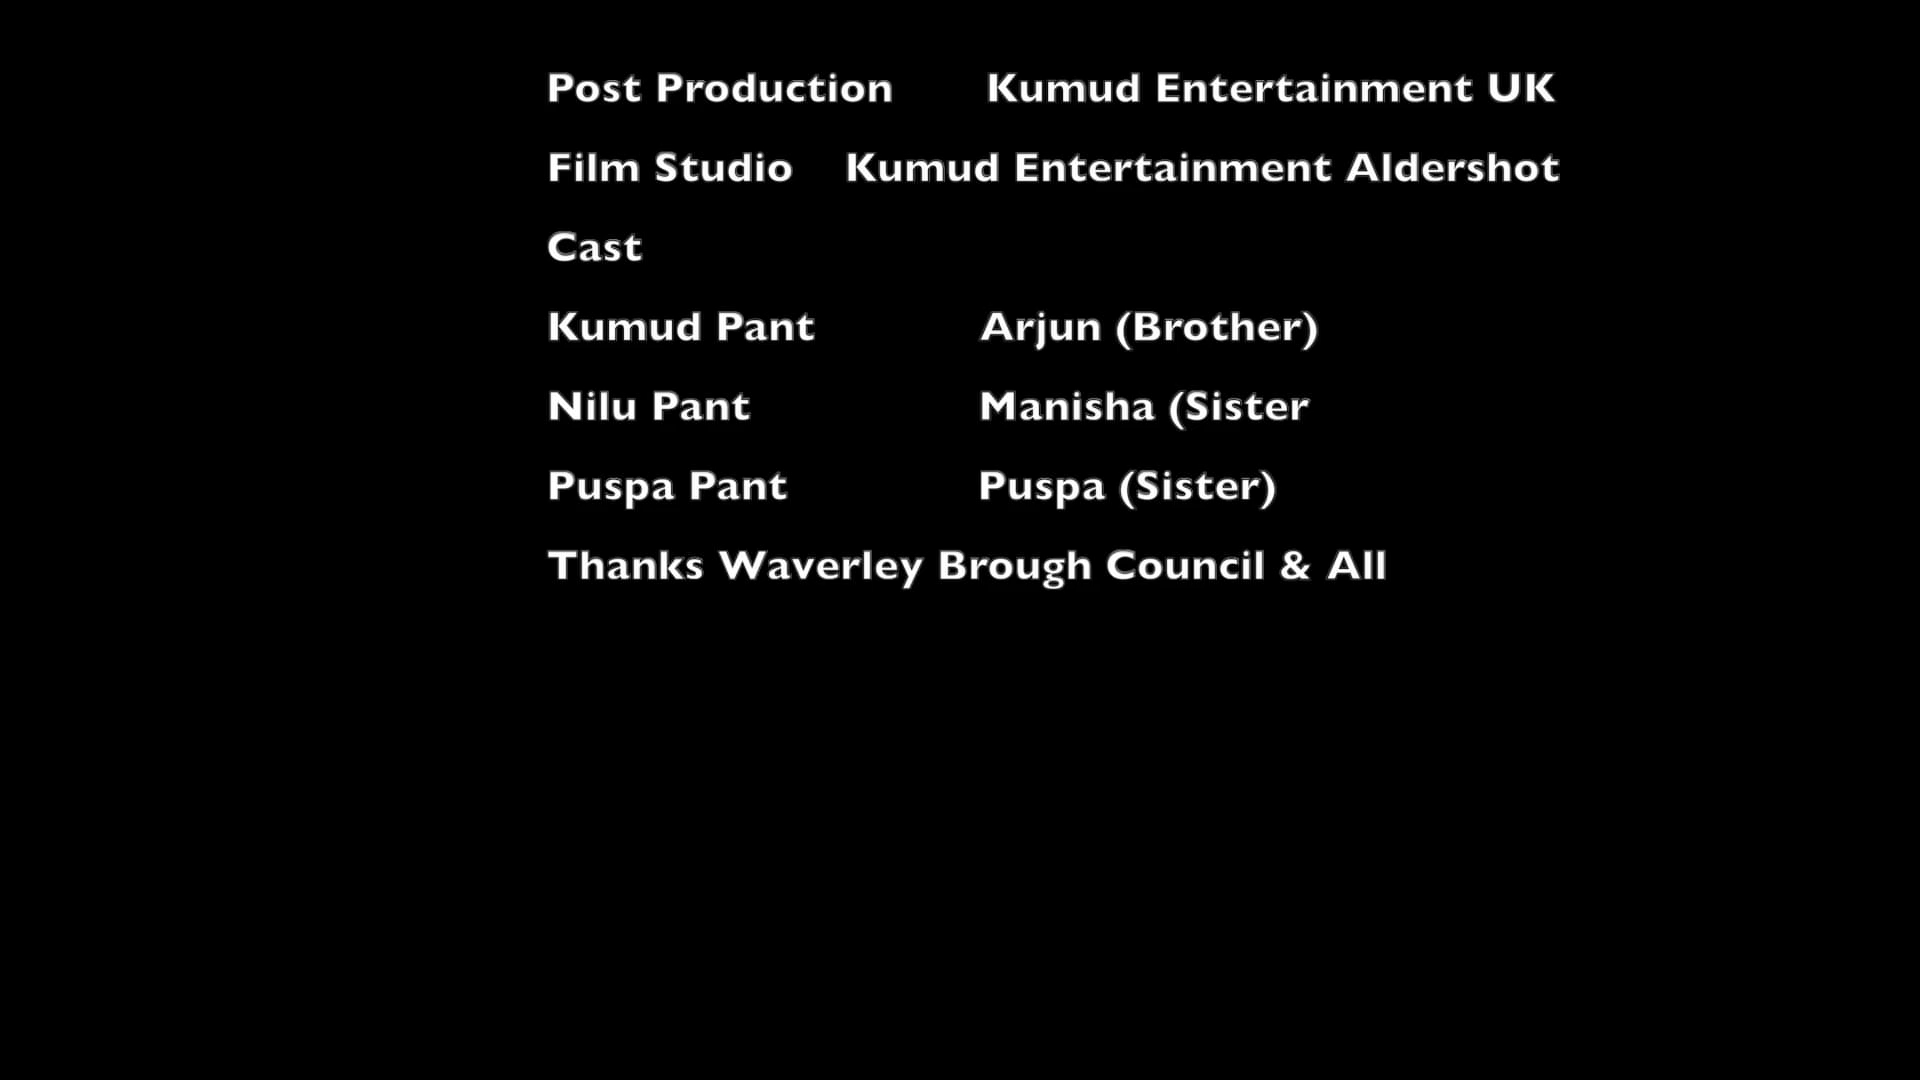 Post Production Kumud Entertainment UK
Film Studio Kumud Entertainment Aldershot
Cast
Kumud Pant Arjun (Brother)
Nilu Pant Manisha (Sister
Puspa Pant Puspa (Sister)
Thanks Waverley Brough Council & All